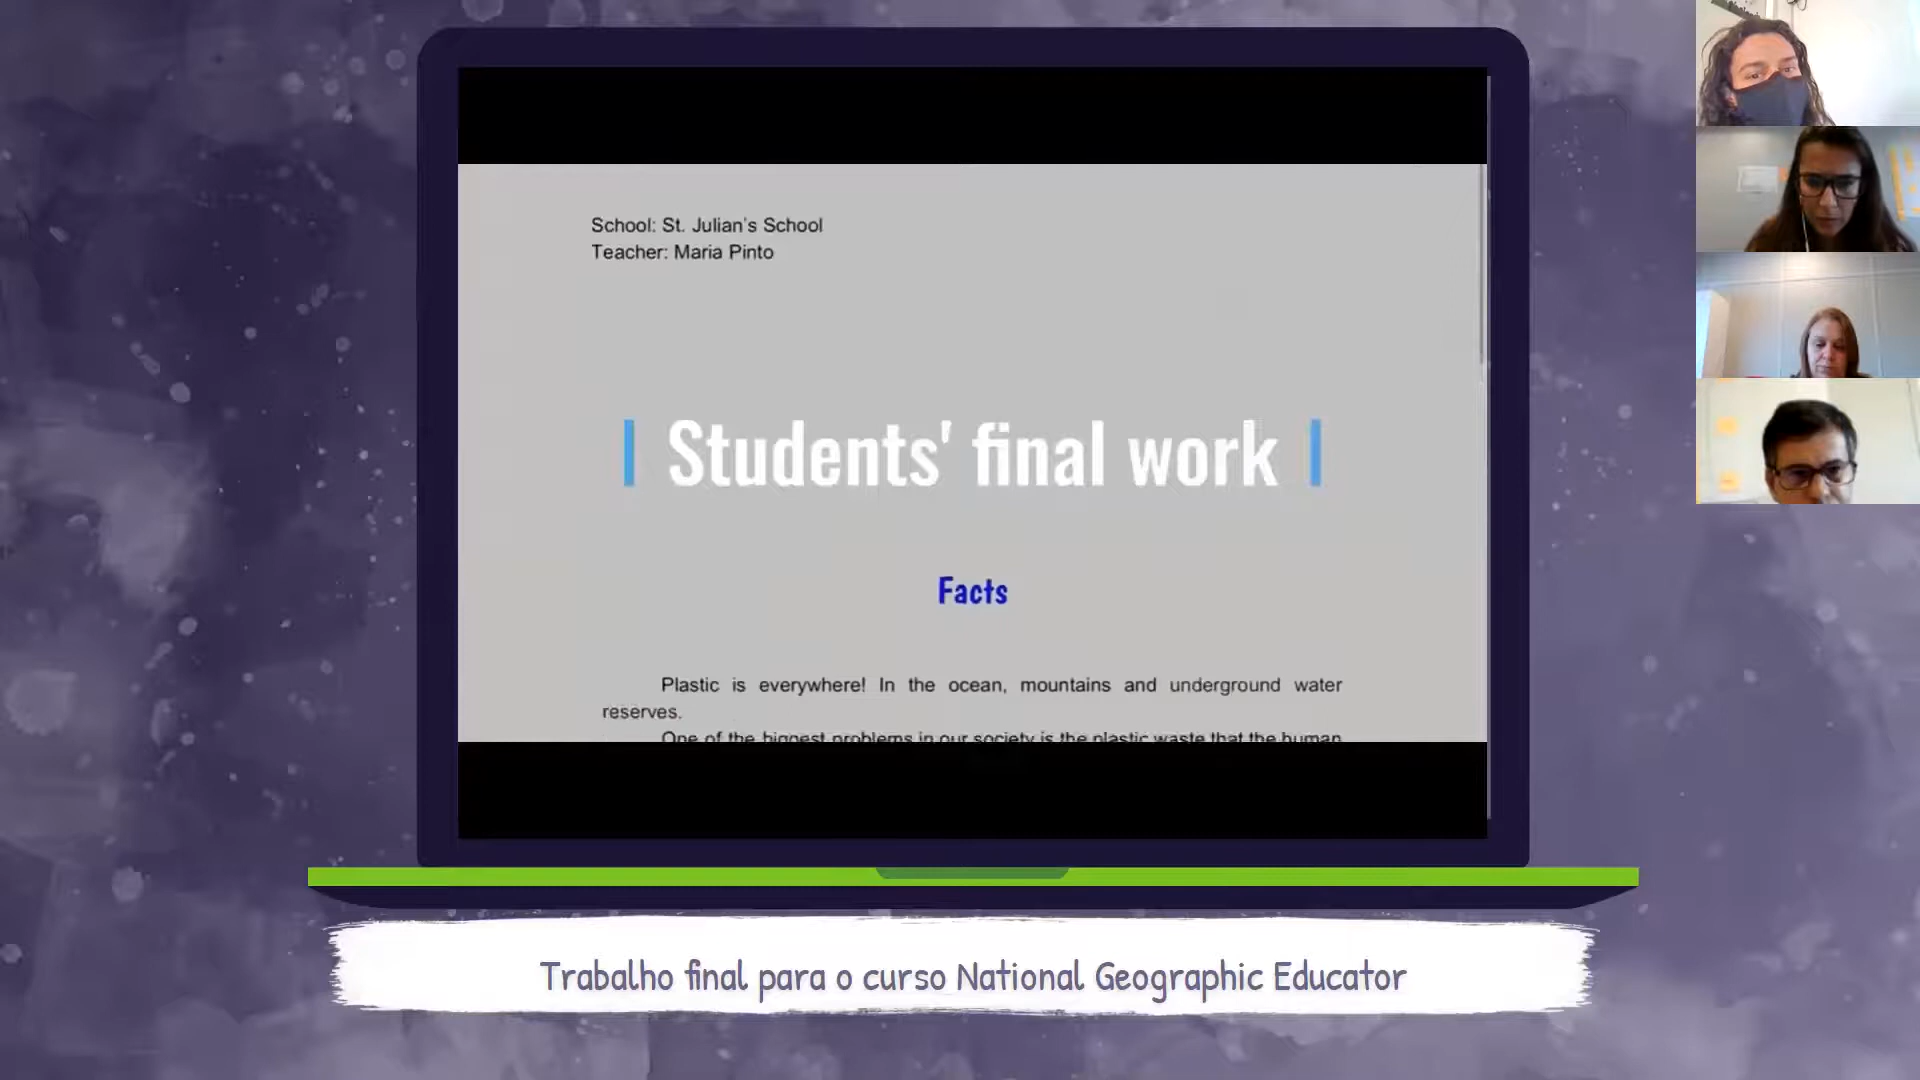 School: St. Julian's School
Teacher: Maria Pinto
Students' final work
Facts
Plastic is everywhere! In the ocean, mountains and underground water
reserves.
One of the biggest problems in our society is the plastic waste that the human
Trabalho final para o curso National Geographic Educator